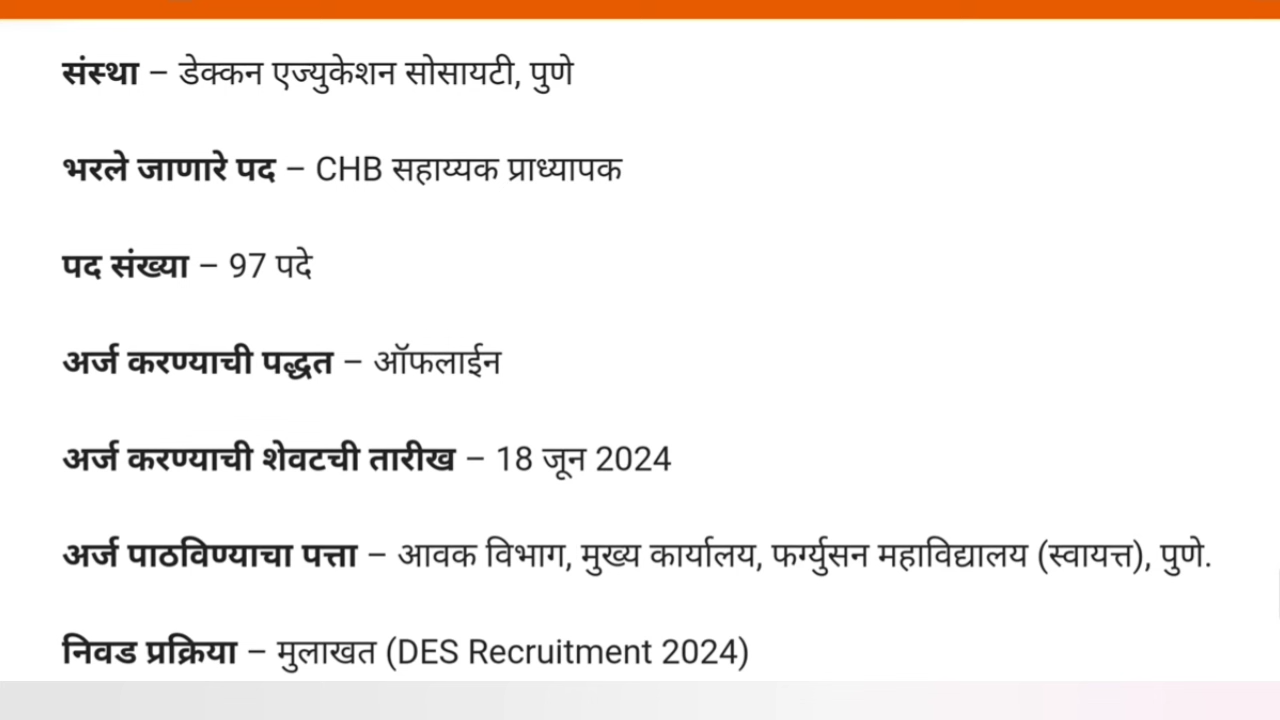 संस्था – डेक्कन एज्युकेशन सोसायटी, पुणे
भरले जाणारे पद – CHB सहाय्यक प्राध्यापक
पद संख्या – 97 पदे
अर्ज करण्याची पद्धत – ऑफलाईन
अर्ज करण्याची शेवटची तारीख – 18 जून 2024
अर्ज पाठविण्याचा पत्ता – आवक विभाग, मुख्य कार्यालय, फर्ग्युसन महाविद्यालय (स्वायत्त), पुणे.
निवड प्रक्रिया – मुलाखत (DES Recruitment 2024)